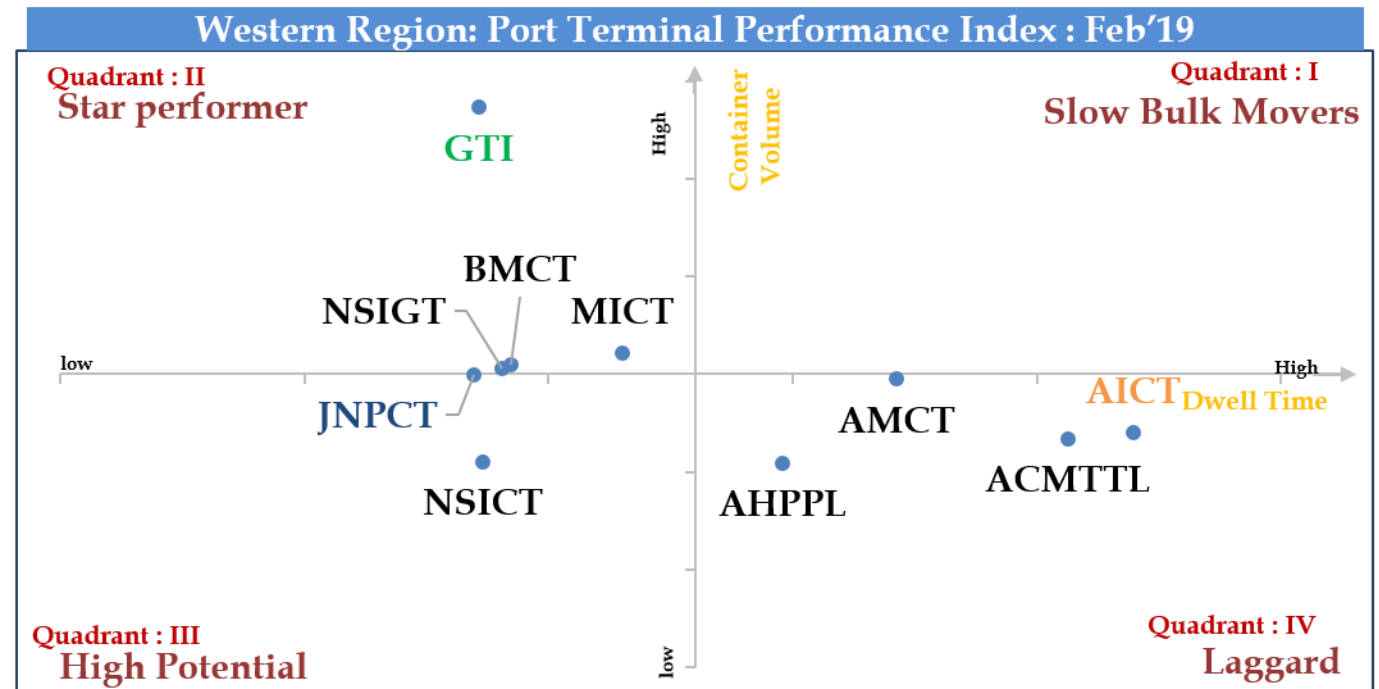 Western Region: Port Terminal Performance Index : Feb’19
Quadrant : II
Star performer
Quadrant : I
Slow Bulk Movers
High
Container
Volume
GTI
BMCT
NSIGT
MICT
low
High
JNPCT
AICT
Dwell Time
AMCT
NSICT
AHPPL
ACMTTL
Quadrant : III
High Potential
low
Quadrant : IV
Laggard